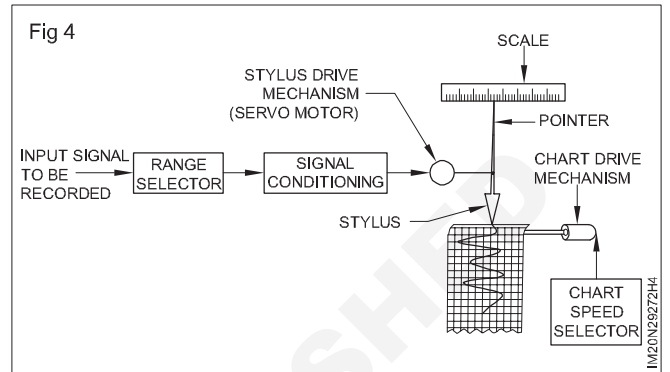 Fig 4
SCALE
STYLUS DRIVE
MECHANISM
(SERVO MOTOR)
POINTER
INPUT SIGNAL
TO BE
RECORDED
RANGE
SELECTOR
SIGNAL
CONDITIONING
CHART DRIVE
MECHANISM
STYLUS
CHART
SPEED
SELECTOR
IM20N29272H4
SHED